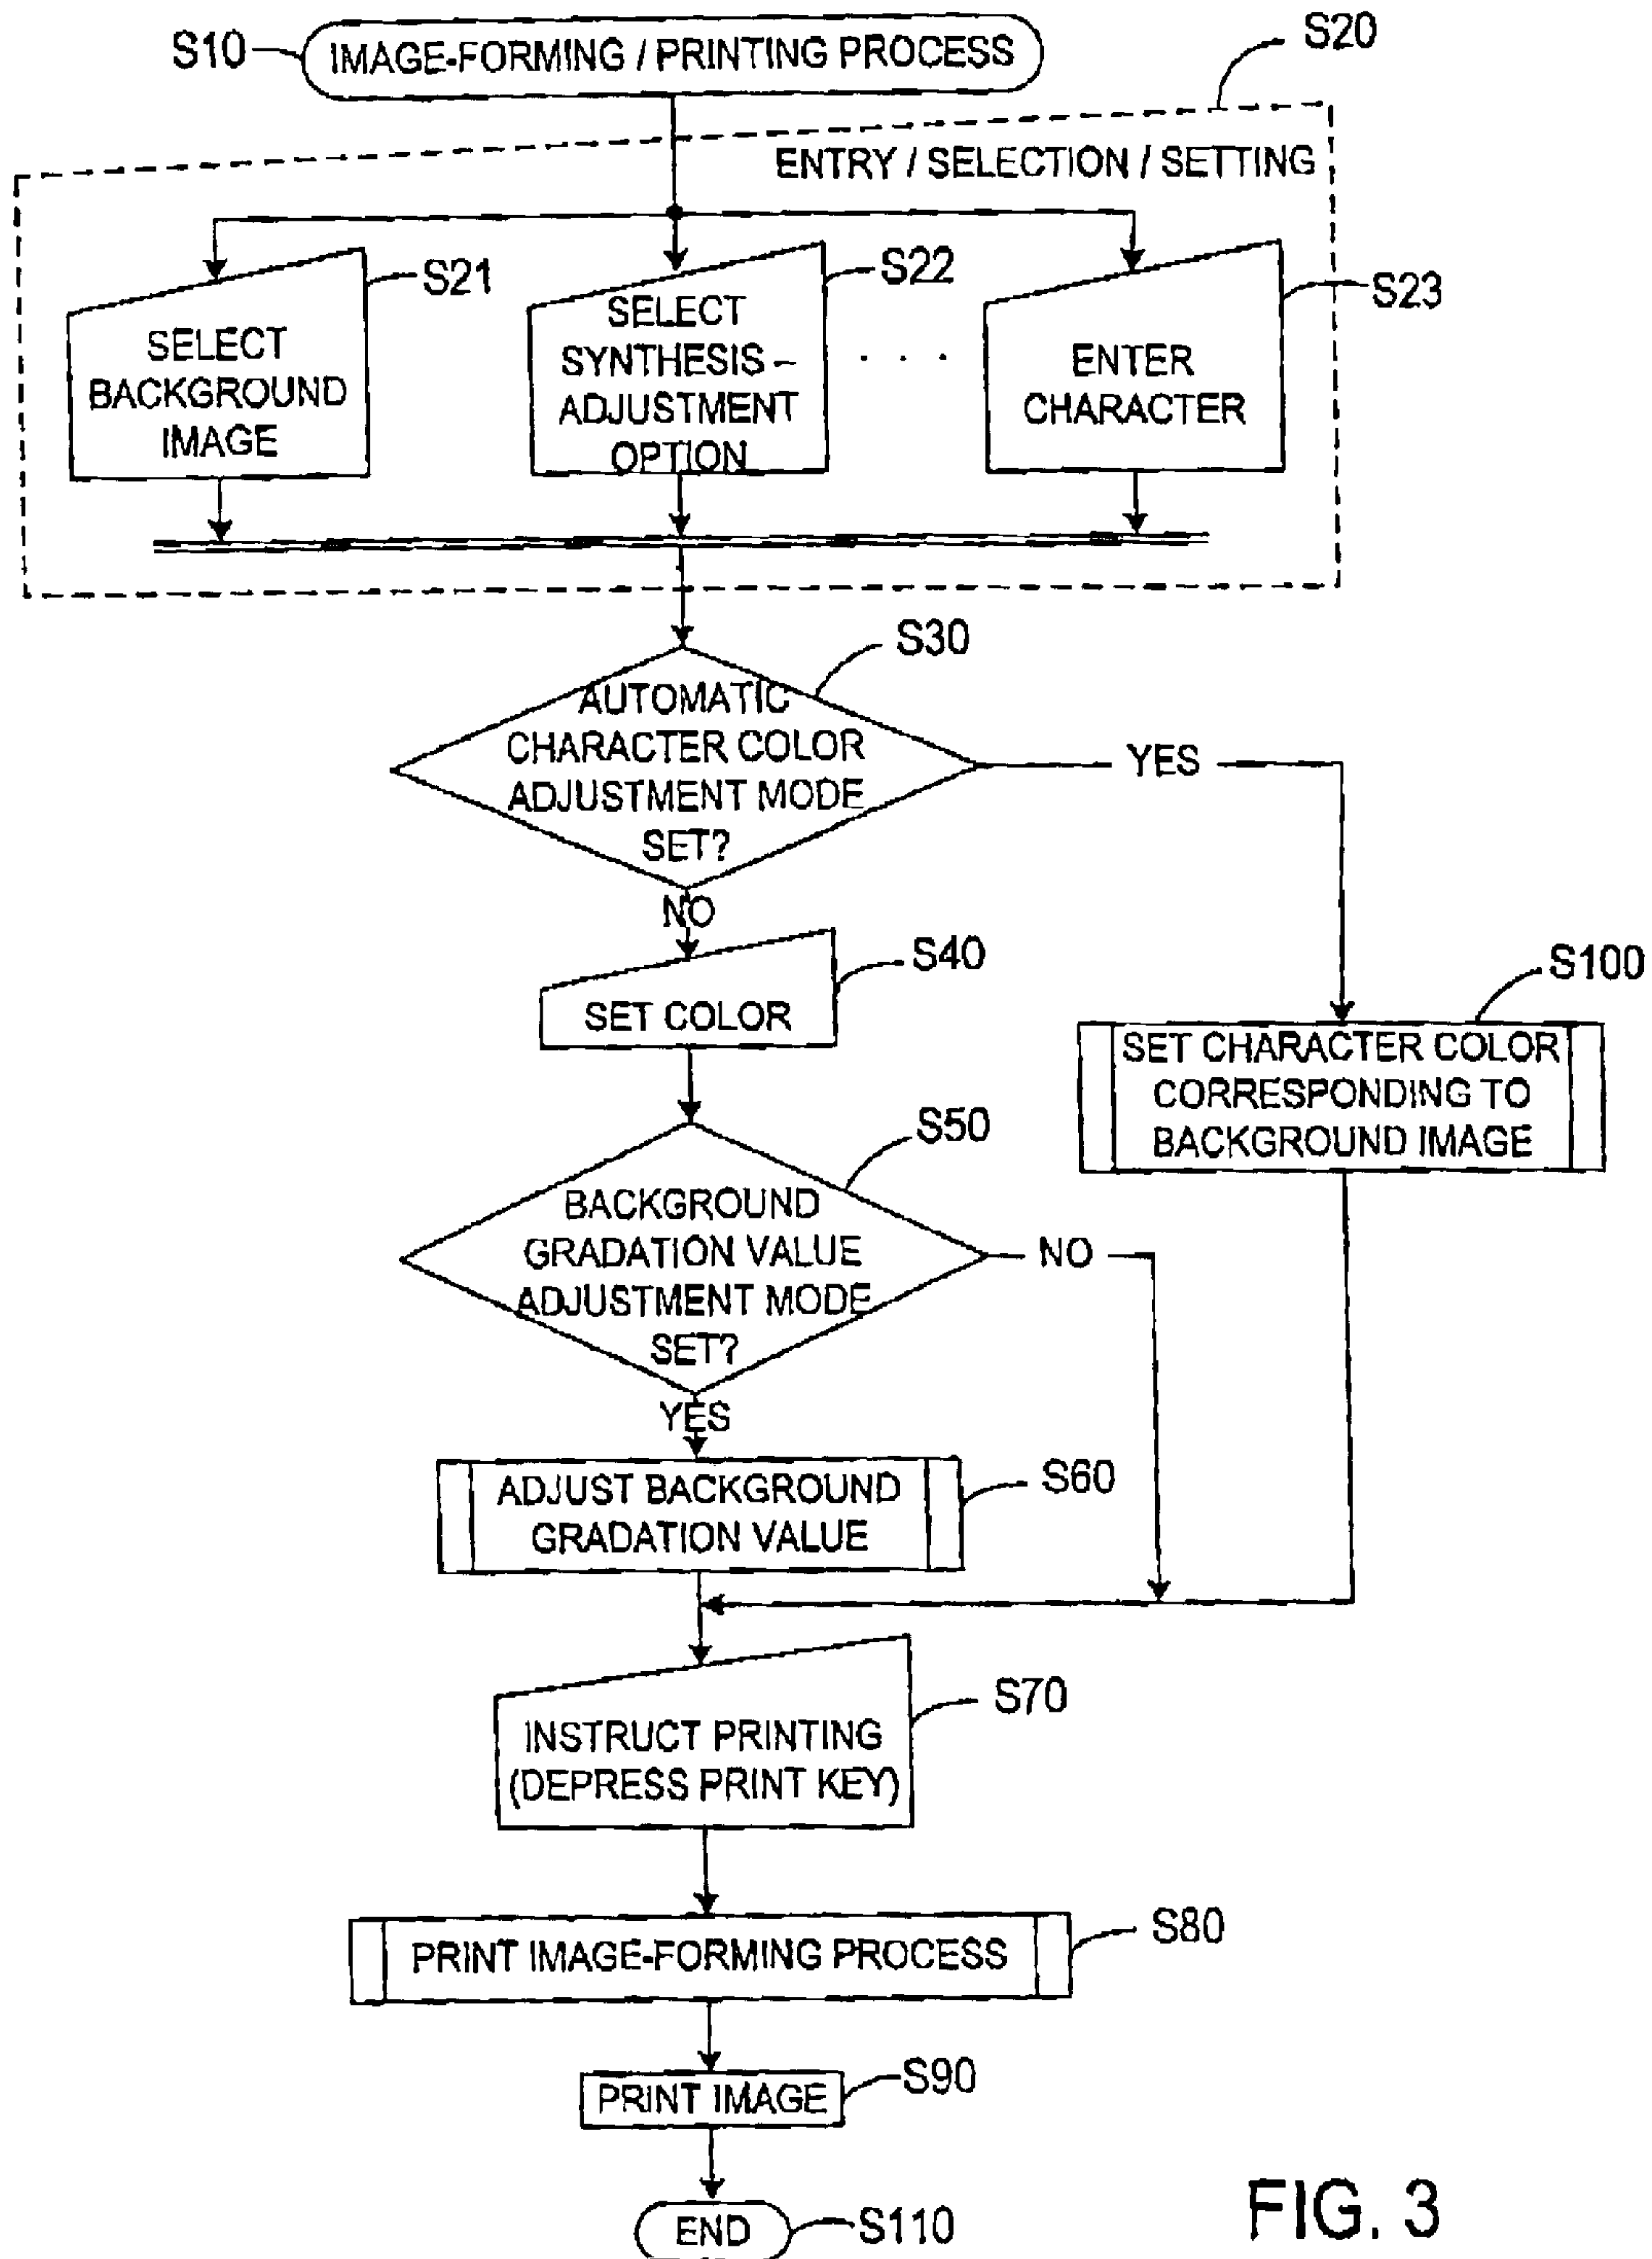 S10
IMAGE-FORMING / PRINTING PROCESS
S20
ENTRY / SELECTION / SETTING
S21
SELECT
BACKGROUND
IMAGE
S22
SELECT
SYNTHESIS –
ADJUSTMENT
OPTION
. . .
S23
ENTER
CHARACTER
S30
AUTOMATIC
CHARACTER COLOR
ADJUSTMENT MODE
SET?
YES
NO
S40
SET COLOR
S100
SET CHARACTER COLOR
CORRESPONDING TO
BACKGROUND IMAGE
S50
BACKGROUND
GRADATION VALUE
ADJUSTMENT MODE
SET?
NO
YES
S60
ADJUST BACKGROUND
GRADATION VALUE
S70
INSTRUCT PRINTING
(DEPRESS PRINT KEY)
S80
PRINT IMAGE-FORMING PROCESS
S90
PRINT IMAGE
END
S110
FIG. 3